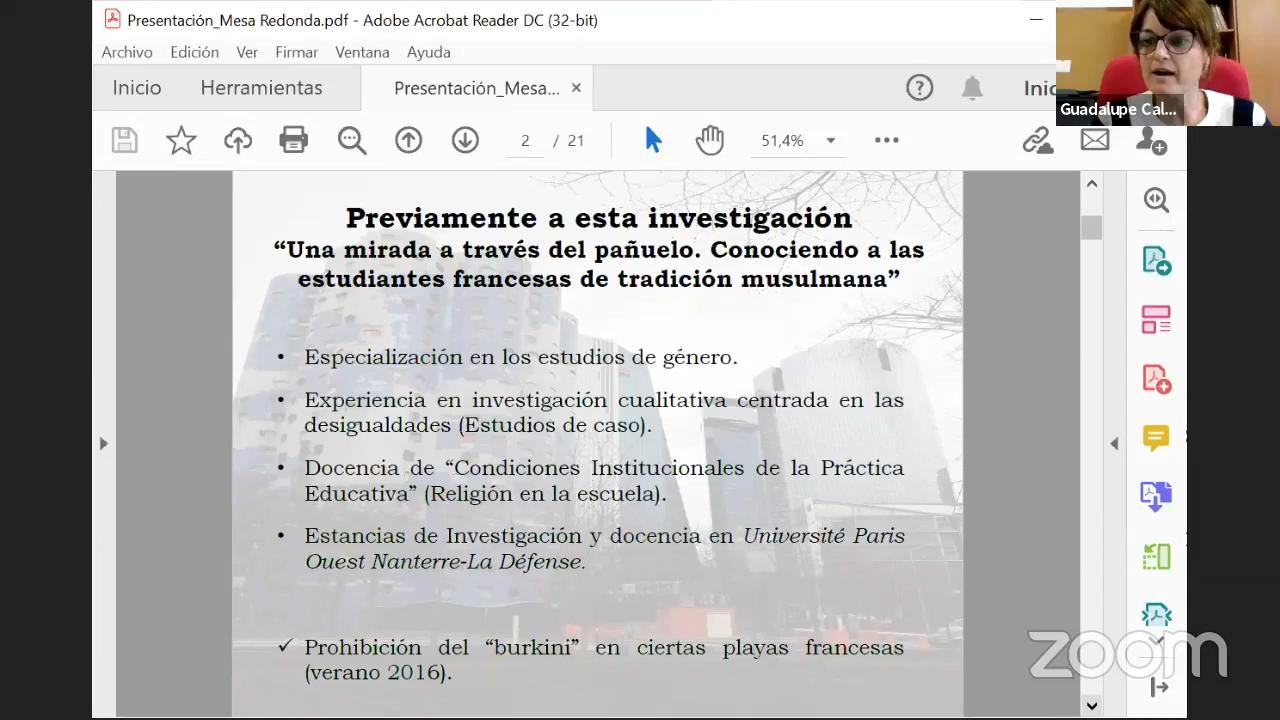 Presentación_Mesa Redonda.pdf - Adobe Acrobat Reader DC (32-bit)
Archivo Edición Ver Firmar Ventana Ayuda
Inicio Herramientas Presentación_Mesa... × Inic
2 / 21 51,4%
Guadalupe Cal...
Previamente a esta investigación
“Una mirada a través del pañuelo. Conociendo a las
estudiantes francesas de tradición musulmana”
• Especialización en los estudios de género.
• Experiencia en investigación cualitativa centrada en las
desigualdades (Estudios de caso).
• Docencia de “Condiciones Institucionales de la Práctica
Educativa” (Religión en la escuela).
• Estancias de Investigación y docencia en Université Paris
Ouest Nanterre-La Défense.
✓ Prohibición del “burkini” en ciertas playas francesas
(verano 2016).
zoom